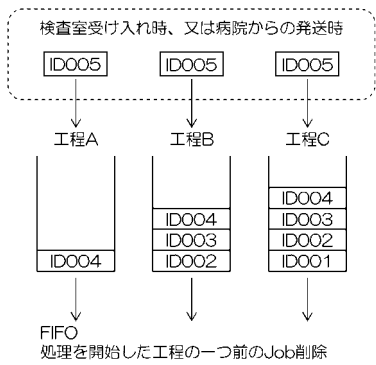 検査室受け入れ時、又は病院からの発送時
ID005 ID005 ID005
工程A 工程B 工程C
ID004
ID004 ID003
ID003 ID002
ID004 ID002 ID001
FIFO
処理を開始した工程の一つ前のJob削除